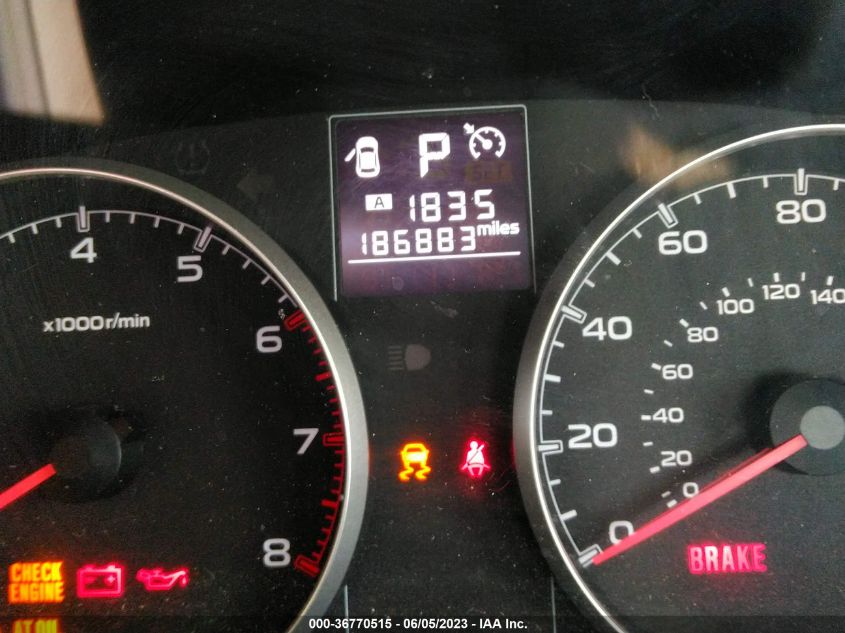 P
A 1835
186883 miles
4 5 6 7 8
x1000r/min
0 20 40 60 80
0 20 40 60 80 100 120 140
CHECK
ENGINE
BRAKE
000-36770515 - 06/05/2023 - IAA Inc.